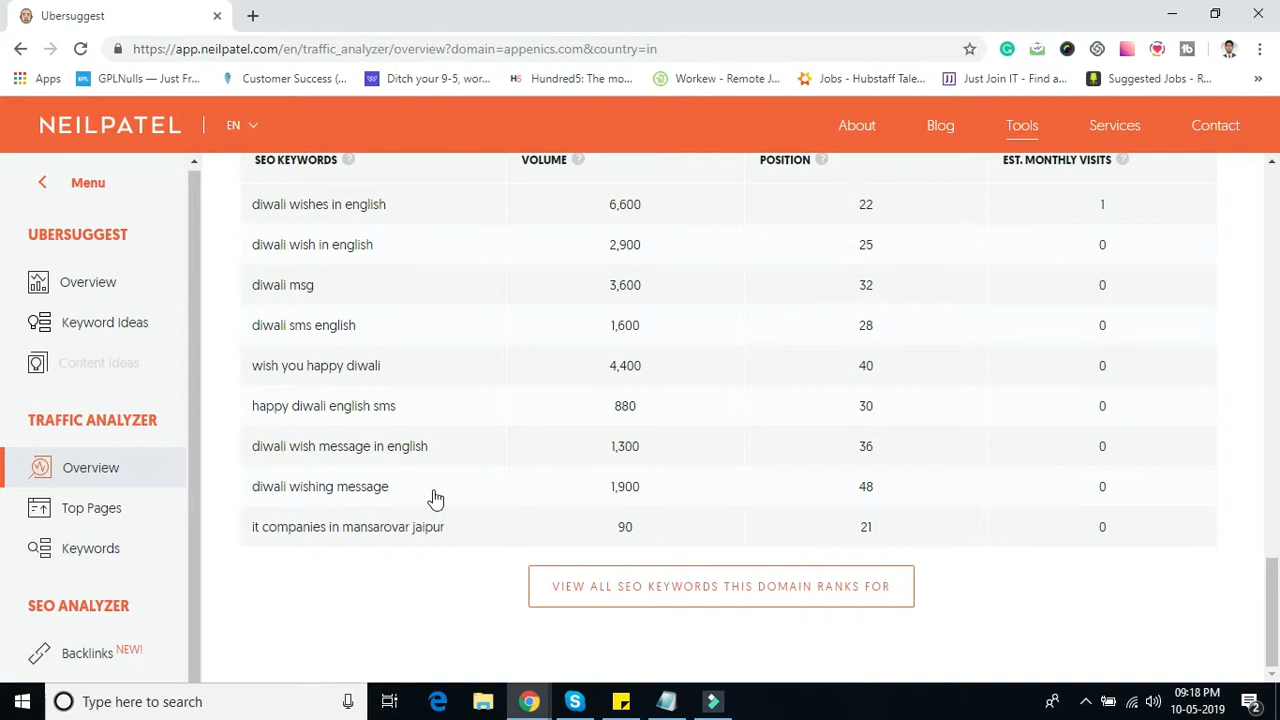 Ubersuggest
https://app.neilpatel.com/en/traffic_analyzer/overview?domain=appenics.com&country=in
Apps GPLNulls — Just Fr... Customer Success (... Ditch your 9-5, wor... Hundred5: The mo... Workew - Remote J... Jobs - Hubstaff Tale... Just Join IT - Find a... Suggested Jobs - R... »
NEILPATEL EN About Blog Tools Services Contact
Menu
UBERSUGGEST
Overview
Keyword Ideas
Content Ideas
TRAFFIC ANALYZER
Overview
Top Pages
Keywords
SEO ANALYZER
Backlinks NEW!
SEO KEYWORDS ? VOLUME ? POSITION ? EST. MONTHLY VISITS ?
diwali wishes in english 6,600 22 1
diwali wish in english 2,900 25 0
diwali msg 3,600 32 0
diwali sms english 1,600 28 0
wish you happy diwali 4,400 40 0
happy diwali english sms 880 30 0
diwali wish message in english 1,300 36 0
diwali wishing message 1,900 48 0
it companies in mansarovar jaipur 90 21 0
VIEW ALL SEO KEYWORDS THIS DOMAIN RANKS FOR
Type here to search
09:18 PM
10-05-2019
2